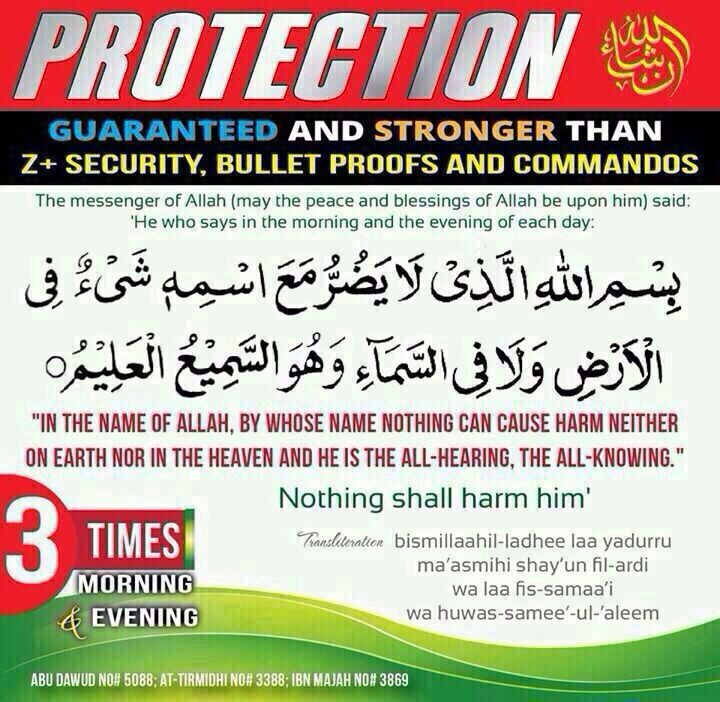 PROTECTION
إن شاء الله
GUARANTEED AND STRONGER THAN
Z+ SECURITY, BULLET PROOFS AND COMMANDOS
The messenger of Allah (may the peace and blessings of Allah be upon him) said:
'He who says in the morning and the evening of each day:
بِسْمِ اللهِ الَّذِىْ لَا يَضُرُّ مَعَ اسْمِهٖ شَىْءٌ فِى
الْاَرْضِ وَلَا فِى السَّمَآءِ وَهُوَ السَّمِيْعُ الْعَلِيْمُ
"IN THE NAME OF ALLAH, BY WHOSE NAME NOTHING CAN CAUSE HARM NEITHER
ON EARTH NOR IN THE HEAVEN AND HE IS THE ALL-HEARING, THE ALL-KNOWING."
Nothing shall harm him'
3 TIMES
MORNING
& EVENING
Transliteration bismillaahil-ladhee laa yadurru
ma'asmihi shay'un fil-ardi
wa laa fis-samaa'i
wa huwas-samee'-ul-'aleem
ABU DAWUD NO# 5088; AT-TIRMIDHI NO# 3388; IBN MAJAH NO# 3869